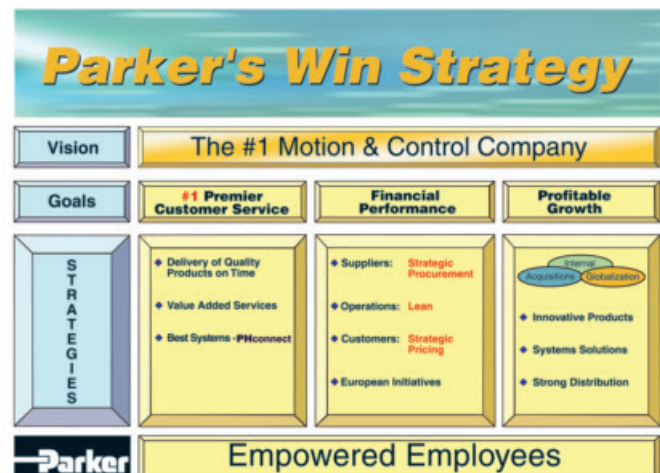 Parker's Win Strategy
Vision
The #1 Motion & Control Company
Goals
#1 Premier
Customer Service
Financial
Performance
Profitable
Growth
STRATEGIES
Delivery of Quality
Products on Time
Value Added Services
Best Systems -PHconnect
Suppliers: Strategic
Procurement
Operations: Lean
Customers: Strategic
Pricing
European Initiatives
Internal
Acquisitions Globalization
Innovative Products
Systems Solutions
Strong Distribution
Parker
Empowered Employees